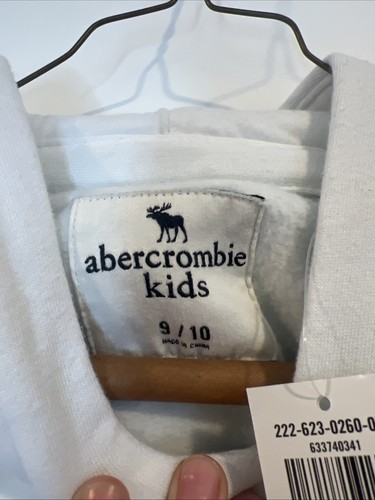 abercrombie
kids
9 / 10
MADE IN CHINA
222-623-0260-0
633740341